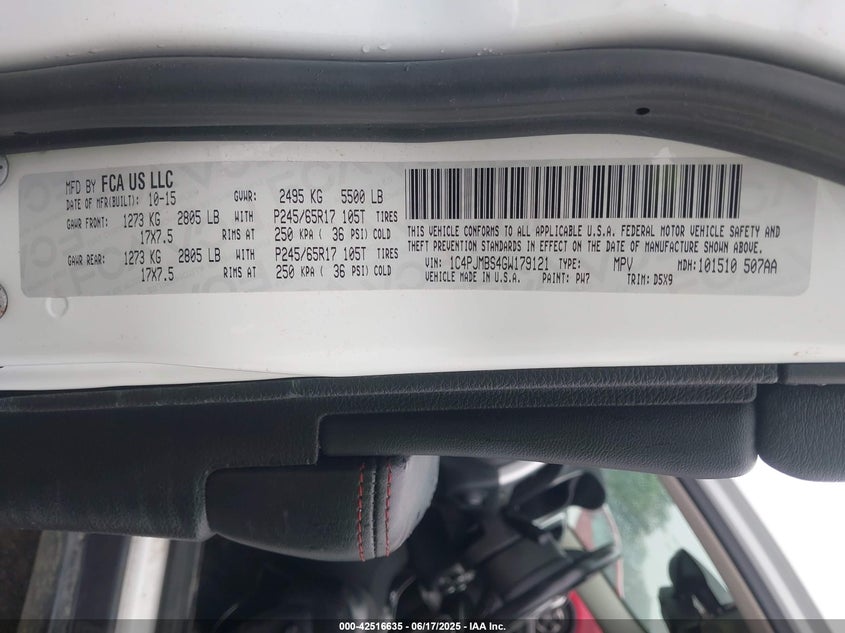 MFD BY FCA US LLC
DATE OF MFR(BUILT): 10-15 GVWR: 2495 KG 5500 LB
GAWR FRONT: 1273 KG 2805 LB WITH P245/65R17 105T TIRES
17X7.5 RIMS AT 250 KPA ( 36 PSI) COLD
GAWR REAR: 1273 KG 2805 LB WITH P245/65R17 105T TIRES
17X7.5 RIMS AT 250 KPA ( 36 PSI) COLD
THIS VEHICLE CONFORMS TO ALL APPLICABLE U.S.A. FEDERAL MOTOR VEHICLE SAFETY AND
THEFT PREVENTION STANDARDS IN EFFECT ON THE DATE OF MANUFACTURE SHOWN ABOVE.
VIN: 1C4PJMBS4GW179121 TYPE: MPV MDH:101510 507AA
VEHICLE MADE IN U.S.A. PAINT: PW7 TRIM: D5X9
000-42516635 - 06/17/2025 - IAA Inc.